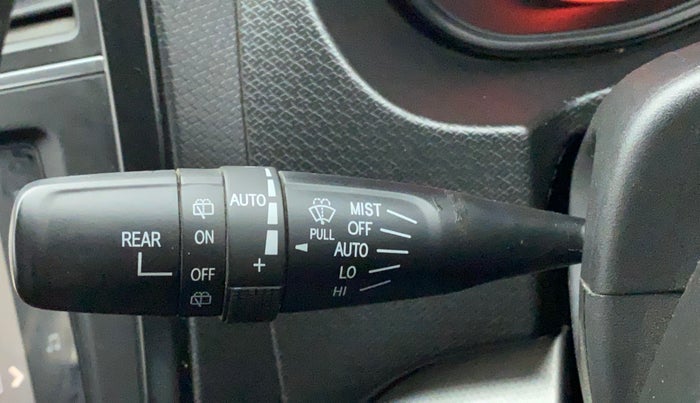 REAR
ON
OFF
AUTO
+
PULL
MIST
OFF
AUTO
LO
HI